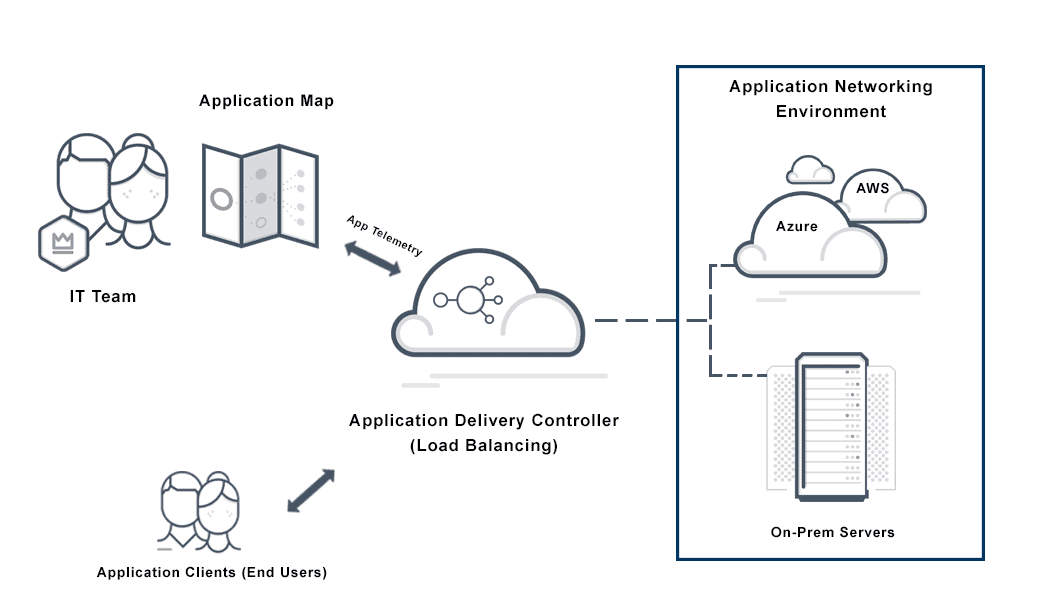 Application Map
IT Team
App Telemetry
Application Delivery Controller
(Load Balancing)
Application Clients (End Users)
Application Networking
Environment
AWS
Azure
On-Prem Servers